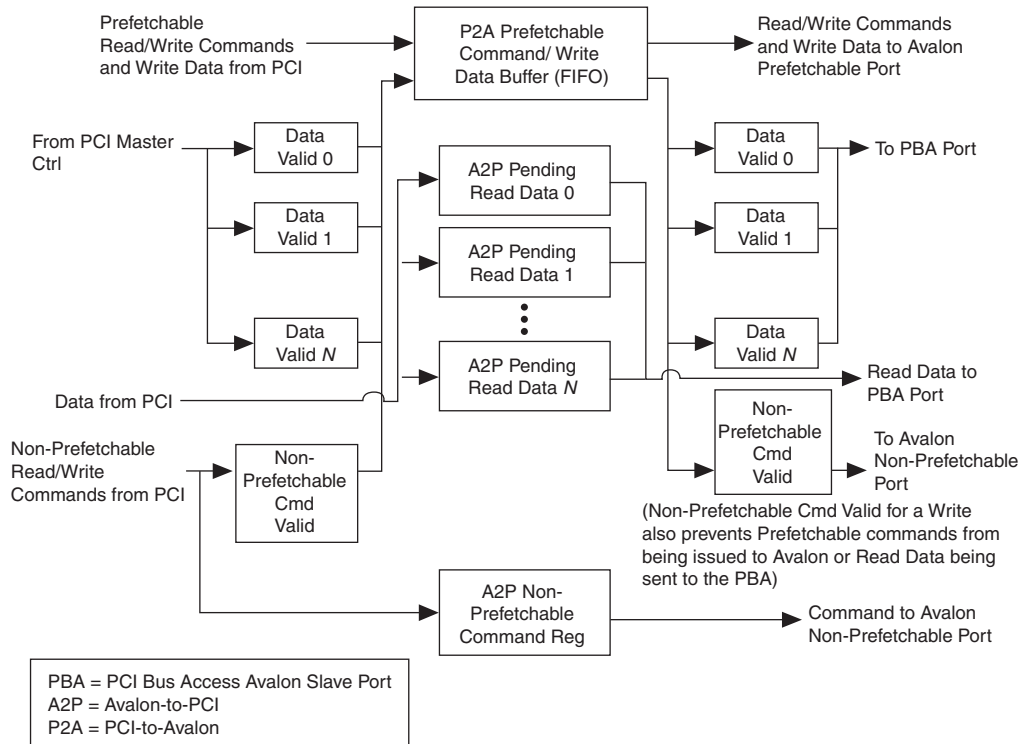 Prefetchable
Read/Write Commands
and Write Data from PCI
P2A Prefetchable
Command/ Write
Data Buffer (FIFO)
Read/Write Commands
and Write Data to Avalon
Prefetchable Port
From PCI Master
Ctrl
Data
Valid 0
Data
Valid 1
Data
Valid N
A2P Pending
Read Data 0
A2P Pending
Read Data 1
A2P Pending
Read Data N
Data
Valid 0
Data
Valid 1
Data
Valid N
To PBA Port
Read Data to
PBA Port
Data from PCI
Non-Prefetchable
Read/Write
Commands from PCI
Non-
Prefetchable
Cmd
Valid
Non-
Prefetchable
Cmd
Valid
To Avalon
Non-Prefetchable
Port
(Non-Prefetchable Cmd Valid for a Write
also prevents Prefetchable commands from
being issued to Avalon or Read Data being
sent to the PBA)
A2P Non-
Prefetchable
Command Reg
Command to Avalon
Non-Prefetchable Port
PBA = PCI Bus Access Avalon Slave Port
A2P = Avalon-to-PCI
P2A = PCI-to-Avalon